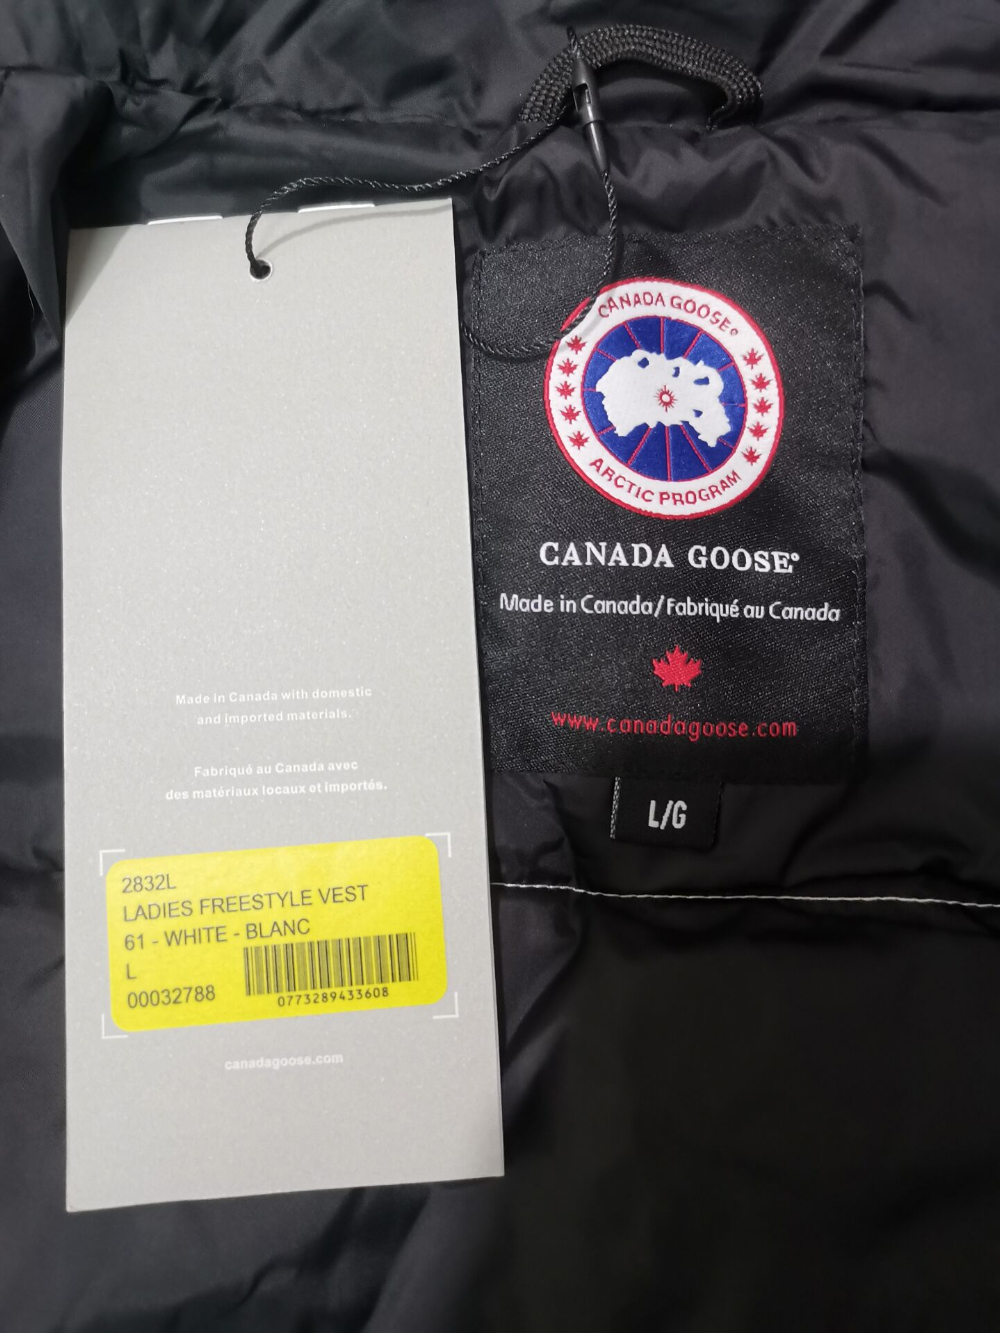 Made in Canada with domestic
and imported materials.
Fabriqué au Canada avec
des matériaux locaux et importés.
2832L
LADIES FREESTYLE VEST
61 - WHITE - BLANC
L
00032788
0773289433608
canadagoose.com
CANADA GOOSE®
ARCTIC PROGRAM
CANADA GOOSE®
Made in Canada/Fabriqué au Canada
www.canadagoose.com
L/G